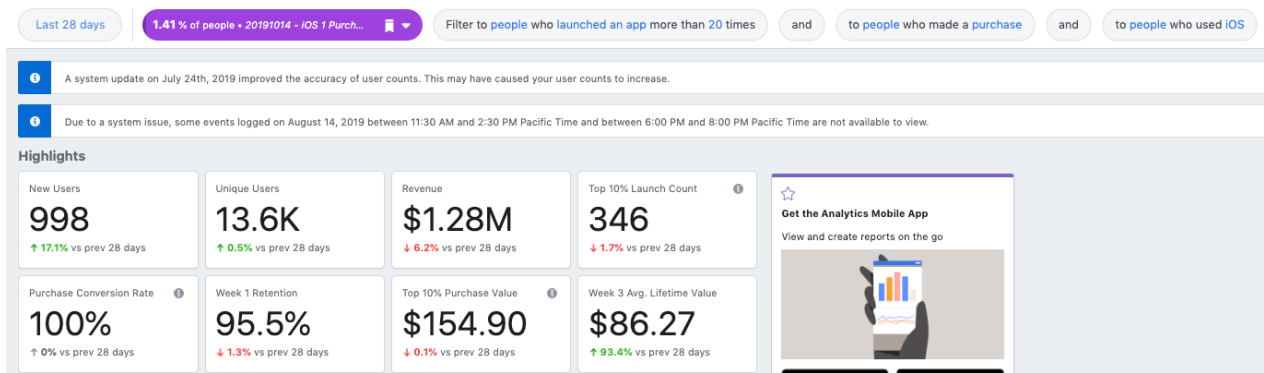 Last 28 days
1.41 % of people • 20191014 - iOS 1 Purch...
Filter to people who launched an app more than 20 times
and
to people who made a purchase
and
to people who used iOS
A system update on July 24th, 2019 improved the accuracy of user counts. This may have caused your user counts to increase.
Due to a system issue, some events logged on August 14, 2019 between 11:30 AM and 2:30 PM Pacific Time and between 6:00 PM and 8:00 PM Pacific Time are not available to view.
Highlights
New Users
998
↑ 17.1% vs prev 28 days
Unique Users
13.6K
↑ 0.5% vs prev 28 days
Revenue
$1.28M
↓ 6.2% vs prev 28 days
Top 10% Launch Count
346
↓ 1.7% vs prev 28 days
Purchase Conversion Rate
100%
↑ 0% vs prev 28 days
Week 1 Retention
95.5%
↓ 1.3% vs prev 28 days
Top 10% Purchase Value
$154.90
↓ 0.1% vs prev 28 days
Week 3 Avg. Lifetime Value
$86.27
↑ 93.4% vs prev 28 days
Get the Analytics Mobile App
View and create reports on the go